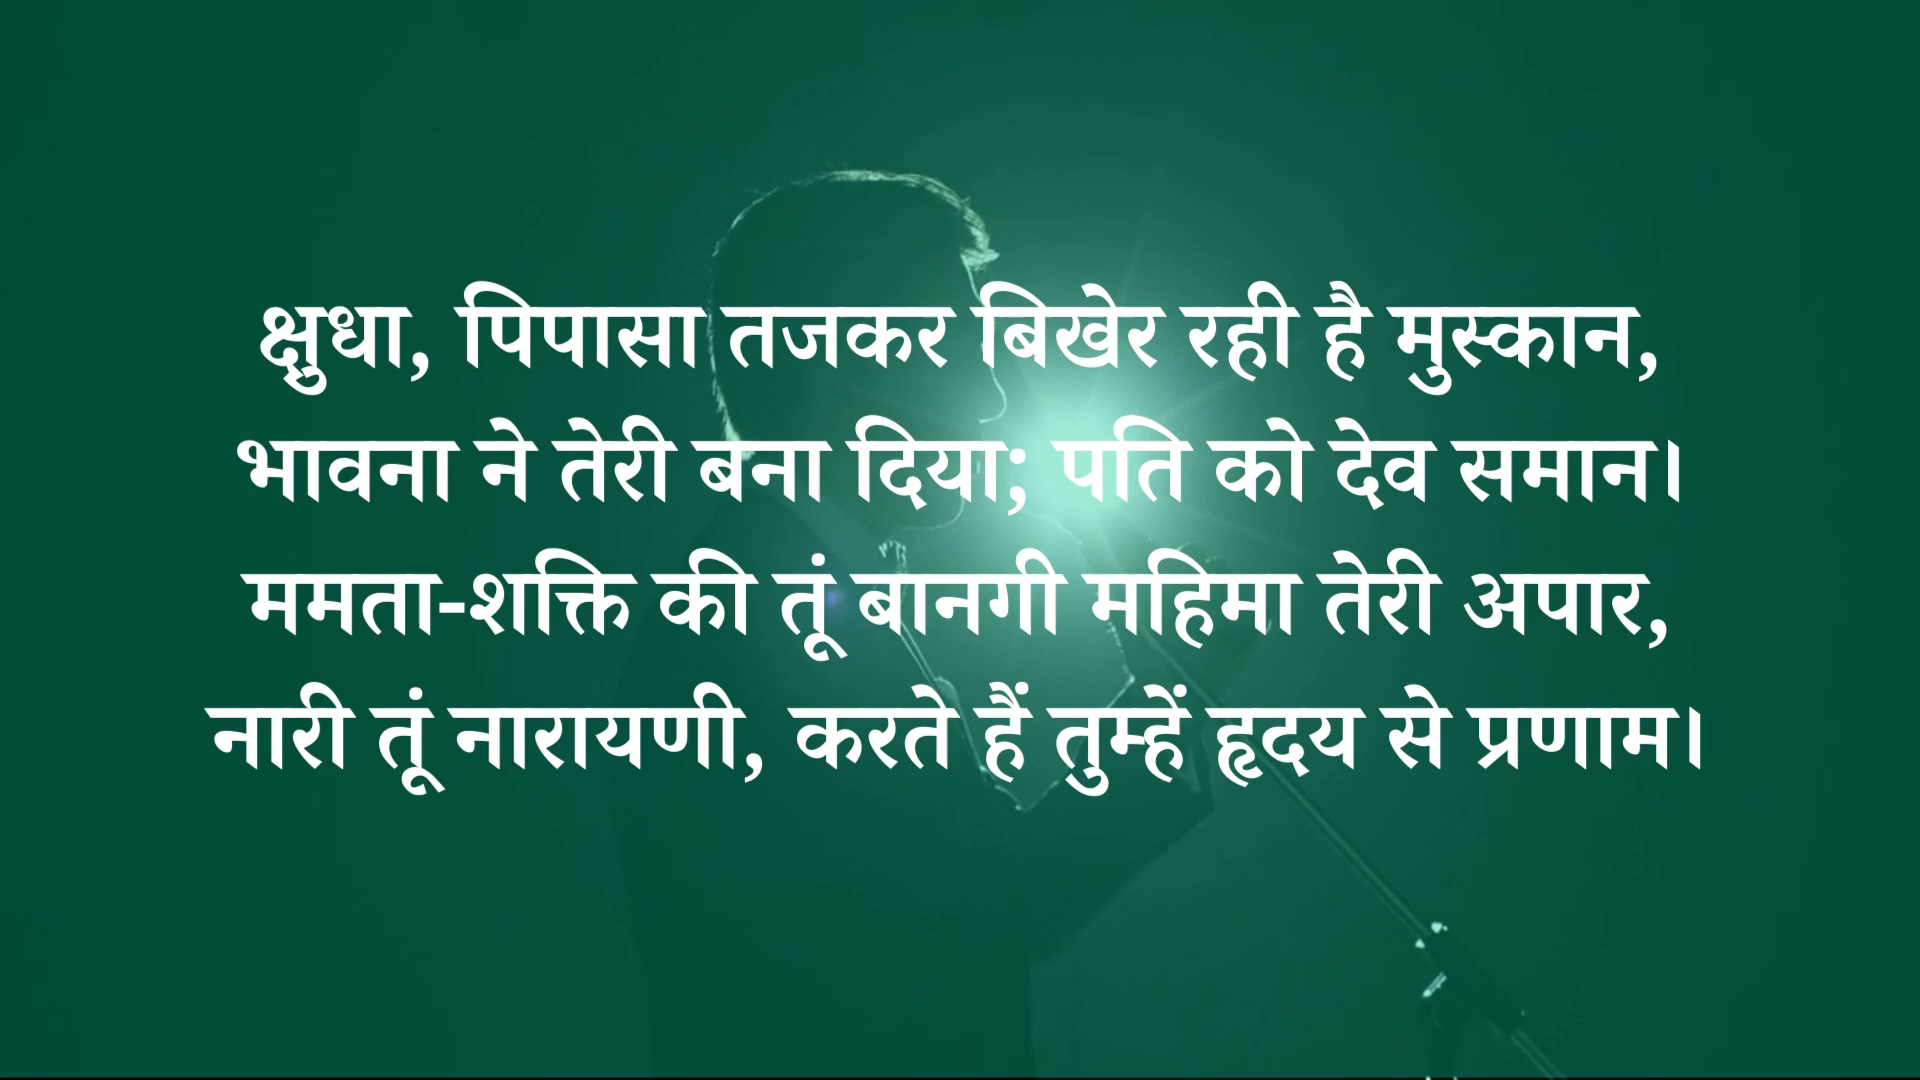 क्षुधा, पिपासा तजकर बिखेर रही है मुस्कान,
भावना ने तेरी बना दिया; पति को देव समान।
ममता-शक्ति की तूं बानगी महिमा तेरी अपार,
नारी तूं नारायणी, करते हैं तुम्हें हृदय से प्रणाम।